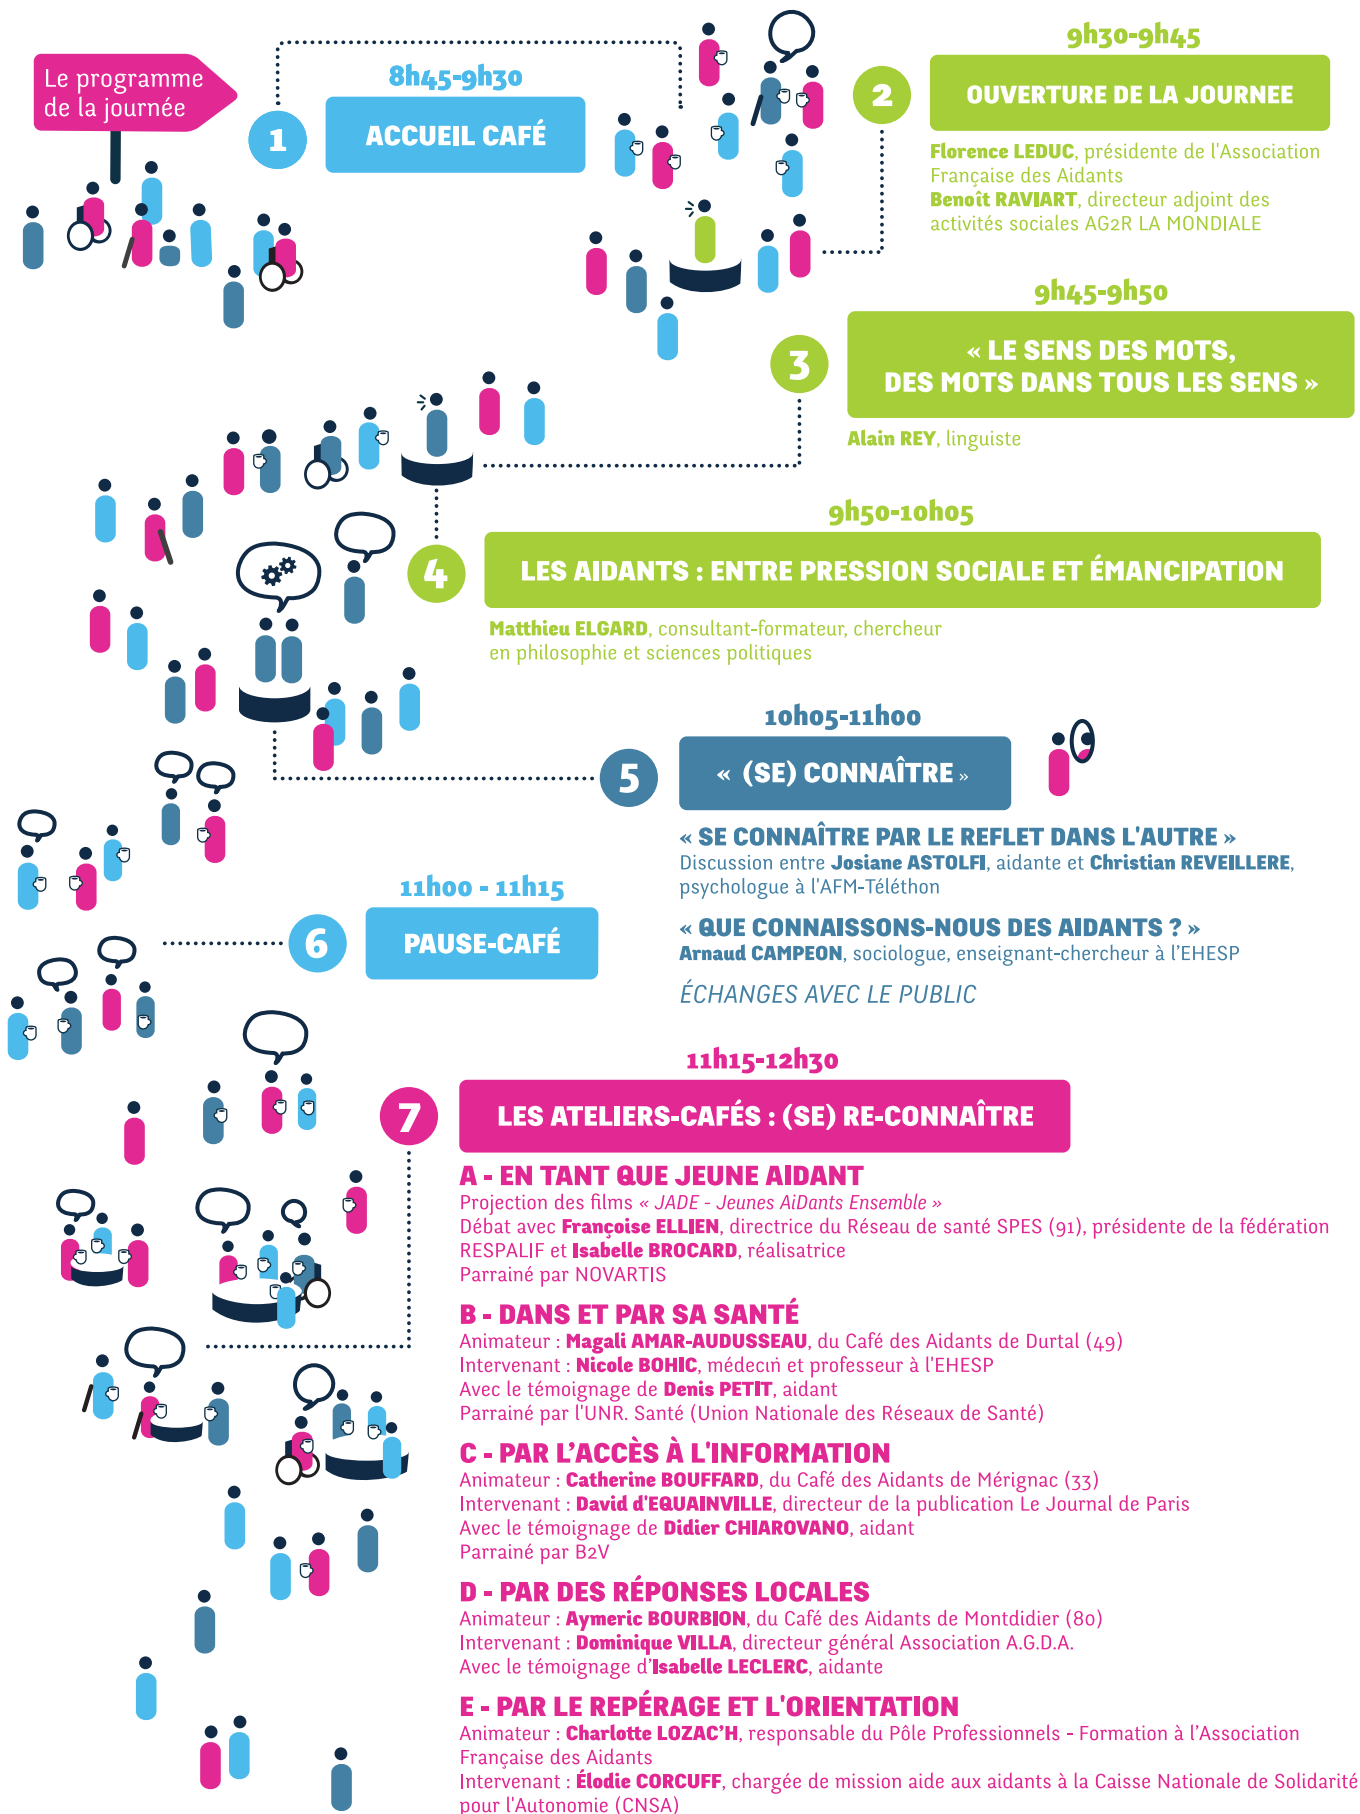 Le programme
de la journée
1
8h45-9h30
ACCUEIL CAFÉ
2
9h30-9h45
OUVERTURE DE LA JOURNEE
Florence LEDUC, présidente de l'Association
Française des Aidants
Benoît RAVIART, directeur adjoint des
activités sociales AG2R LA MONDIALE
3
9h45-9h50
« LE SENS DES MOTS,
DES MOTS DANS TOUS LES SENS »
Alain REY, linguiste
4
9h50-10h05
LES AIDANTS : ENTRE PRESSION SOCIALE ET ÉMANCIPATION
Matthieu ELGARD, consultant-formateur, chercheur
en philosophie et sciences politiques
5
10h05-11h00
« (SE) CONNAÎTRE »
« SE CONNAÎTRE PAR LE REFLET DANS L'AUTRE »
Discussion entre Josiane ASTOLFI, aidante et Christian REVEILLERE,
psychologue à l'AFM-Téléthon
« QUE CONNAISSONS-NOUS DES AIDANTS ? »
Arnaud CAMPEON, sociologue, enseignant-chercheur à l'EHESP
ÉCHANGES AVEC LE PUBLIC
6
11h00 - 11h15
PAUSE-CAFÉ
7
11h15-12h30
LES ATELIERS-CAFÉS : (SE) RE-CONNAÎTRE
A - EN TANT QUE JEUNE AIDANT
Projection des films « JADE - Jeunes AiDants Ensemble »
Débat avec Françoise ELLIEN, directrice du Réseau de santé SPES (91), présidente de la fédération
RESPALIF et Isabelle BROCARD, réalisatrice
Parrainé par NOVARTIS
B - DANS ET PAR SA SANTÉ
Animateur : Magali AMAR-AUDUSSEAU, du Café des Aidants de Durtal (49)
Intervenant : Nicole BOHIC, médecin et professeur à l'EHESP
Avec le témoignage de Denis PETIT, aidant
Parrainé par l'UNR. Santé (Union Nationale des Réseaux de Santé)
C - PAR L’ACCÈS À L'INFORMATION
Animateur : Catherine BOUFFARD, du Café des Aidants de Mérignac (33)
Intervenant : David d'EQUAINVILLE, directeur de la publication Le Journal de Paris
Avec le témoignage de Didier CHIAROVANO, aidant
Parrainé par B2V
D - PAR DES RÉPONSES LOCALES
Animateur : Aymeric BOURBION, du Café des Aidants de Montdidier (80)
Intervenant : Dominique VILLA, directeur général Association A.G.D.A.
Avec le témoignage d'Isabelle LECLERC, aidante
E - PAR LE REPÉRAGE ET L'ORIENTATION
Animateur : Charlotte LOZAC’H, responsable du Pôle Professionnels - Formation à l’Association
Française des Aidants
Intervenant : Élodie CORCUFF, chargée de mission aide aux aidants à la Caisse Nationale de Solidarité
pour l'Autonomie (CNSA)